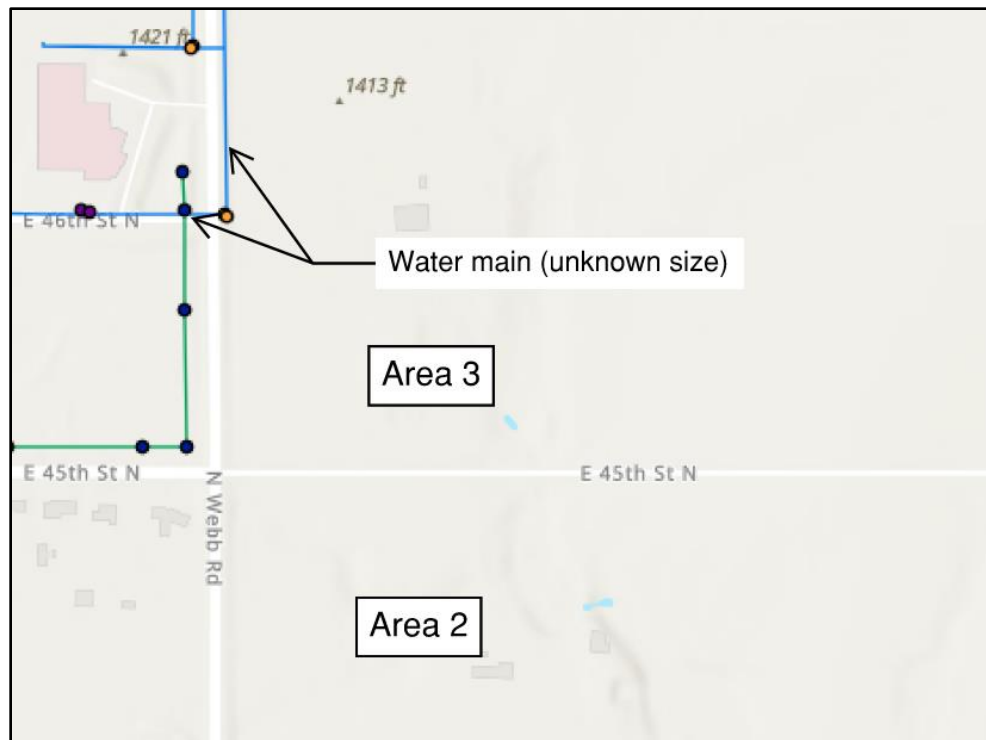 1421 ft
1413 ft
E 46th St N
Water main (unknown size)
Area 3
E 45th St N
E 45th St N
N Webb Rd
Area 2